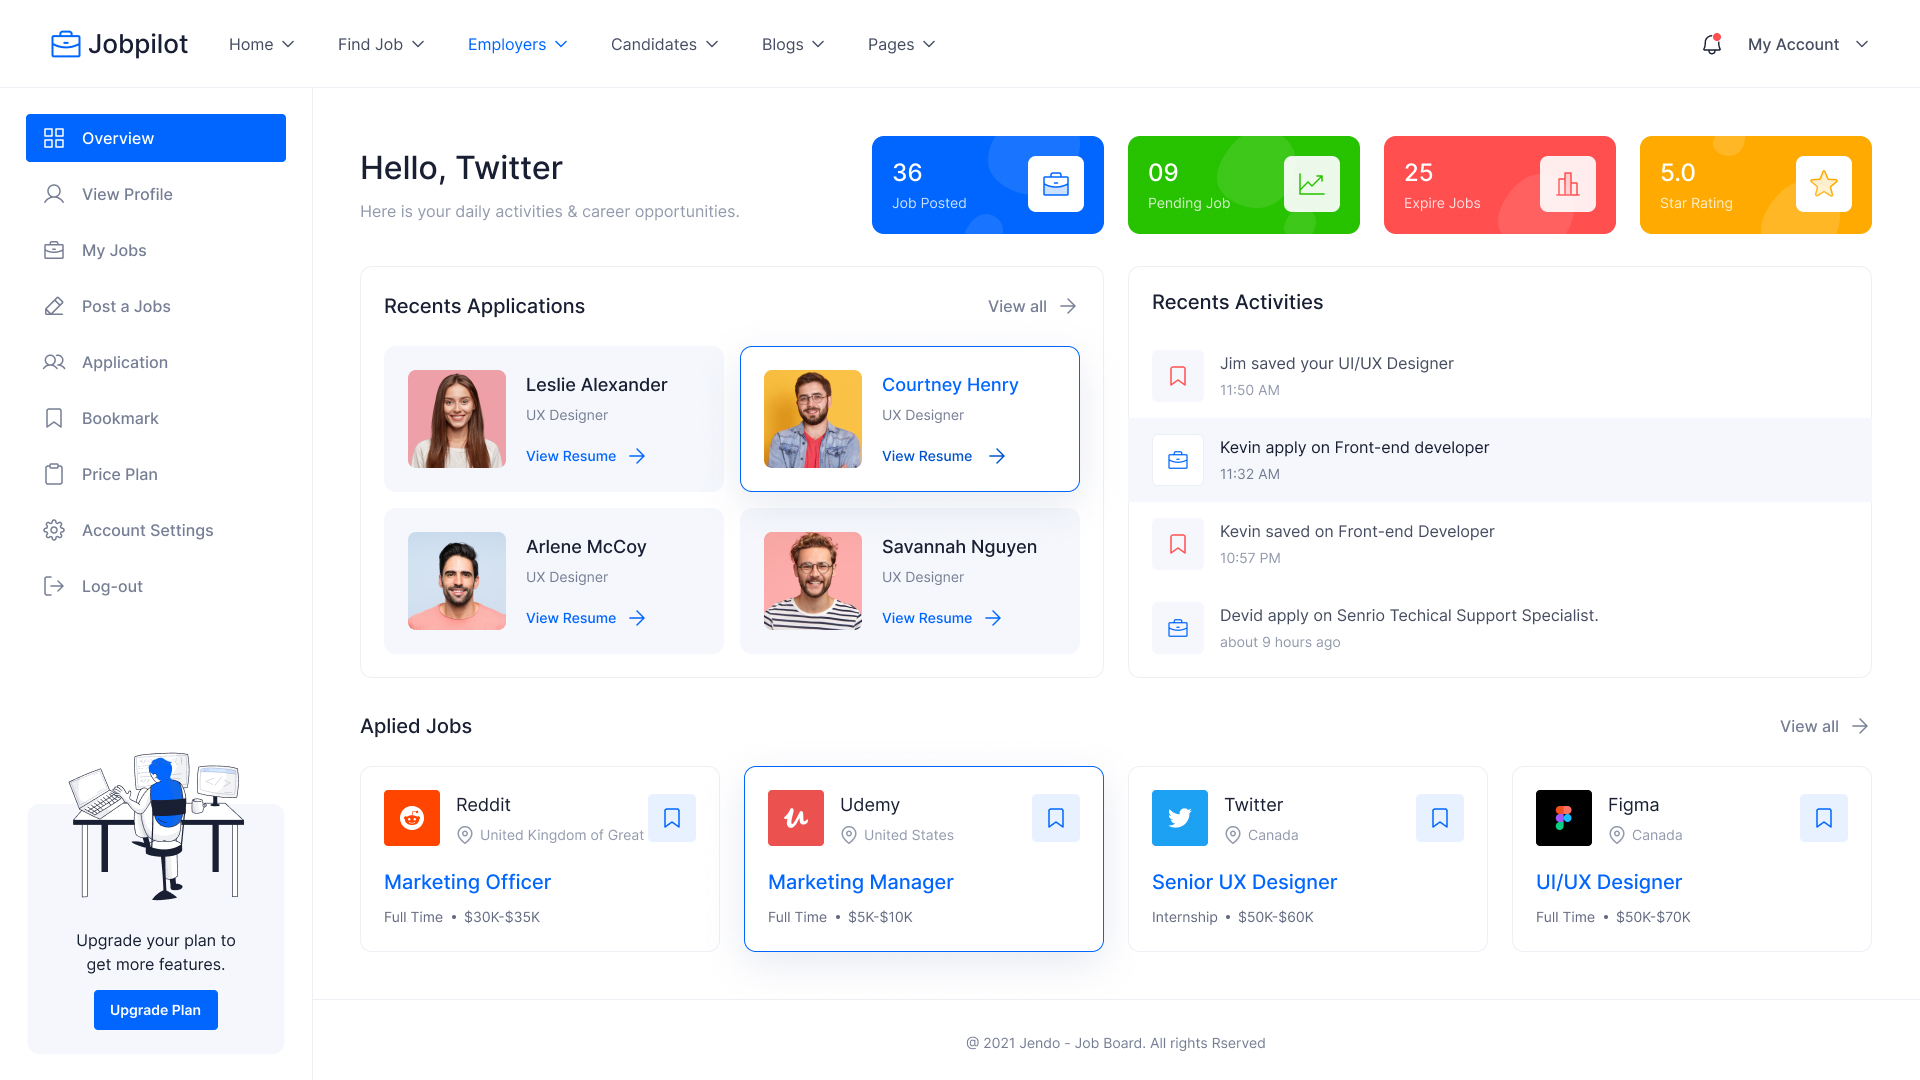 Jobpilot
Home
Find Job
Employers
Candidates
Blogs
Pages
My Account
Overview
View Profile
My Jobs
Post a Jobs
Application
Bookmark
Price Plan
Account Settings
Log-out
Upgrade your plan to
get more features.
Upgrade Plan
Hello, Twitter
Here is your daily activities & career opportunities.
36
Job Posted
09
Pending Job
25
Expire Jobs
5.0
Star Rating
Recents Applications
View all
Leslie Alexander
UX Designer
View Resume
Courtney Henry
UX Designer
View Resume
Arlene McCoy
UX Designer
View Resume
Savannah Nguyen
UX Designer
View Resume
Recents Activities
Jim saved your UI/UX Designer
11:50 AM
Kevin apply on Front-end developer
11:32 AM
Kevin saved on Front-end Developer
10:57 PM
Devid apply on Senrio Techical Support Specialist.
about 9 hours ago
Aplied Jobs
View all
Reddit
United Kingdom of Great
Marketing Officer
Full Time • $30K-$35K
Udemy
United States
Marketing Manager
Full Time • $5K-$10K
Twitter
Canada
Senior UX Designer
Internship • $50K-$60K
Figma
Canada
UI/UX Designer
Full Time • $50K-$70K
@ 2021 Jendo - Job Board. All rights Rserved